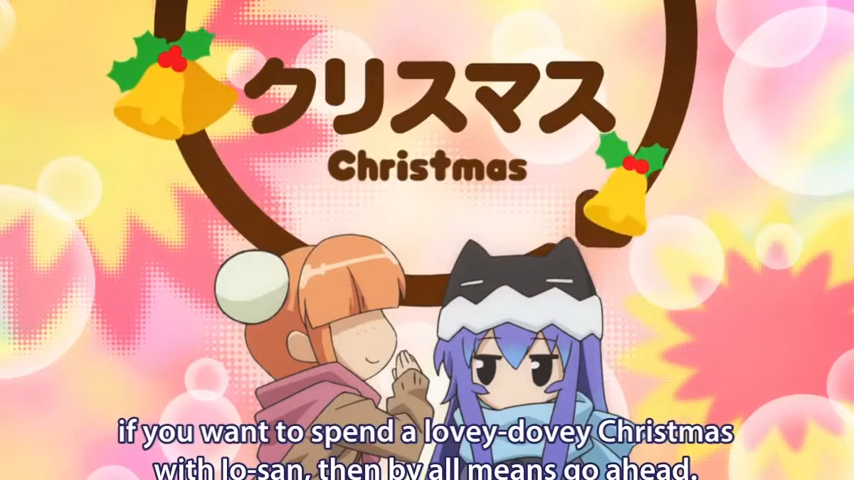 クリスマス
Christmas
if you want to spend a lovey-dovey Christmas
with Io-san, then by all means go ahead.